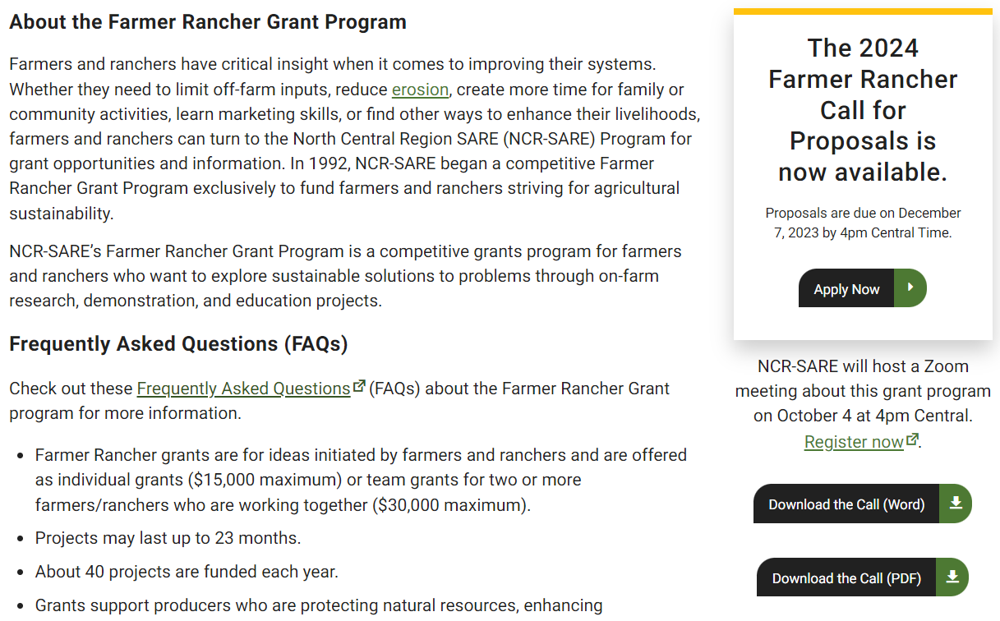 About the Farmer Rancher Grant Program
Farmers and ranchers have critical insight when it comes to improving their systems.
Whether they need to limit off-farm inputs, reduce erosion, create more time for family or
community activities, learn marketing skills, or find other ways to enhance their livelihoods,
farmers and ranchers can turn to the North Central Region SARE (NCR-SARE) Program for
grant opportunities and information. In 1992, NCR-SARE began a competitive Farmer
Rancher Grant Program exclusively to fund farmers and ranchers striving for agricultural
sustainability.
NCR-SARE’s Farmer Rancher Grant Program is a competitive grants program for farmers
and ranchers who want to explore sustainable solutions to problems through on-farm
research, demonstration, and education projects.
Frequently Asked Questions (FAQs)
Check out these Frequently Asked Questions (FAQs) about the Farmer Rancher Grant
program for more information.
• Farmer Rancher grants are for ideas initiated by farmers and ranchers and are offered
as individual grants ($15,000 maximum) or team grants for two or more
farmers/ranchers who are working together ($30,000 maximum).
• Projects may last up to 23 months.
• About 40 projects are funded each year.
• Grants support producers who are protecting natural resources, enhancing
The 2024
Farmer Rancher
Call for
Proposals is
now available.
Proposals are due on December
7, 2023 by 4pm Central Time.
Apply Now
NCR-SARE will host a Zoom
meeting about this grant program
on October 4 at 4pm Central.
Register now.
Download the Call (Word)
Download the Call (PDF)